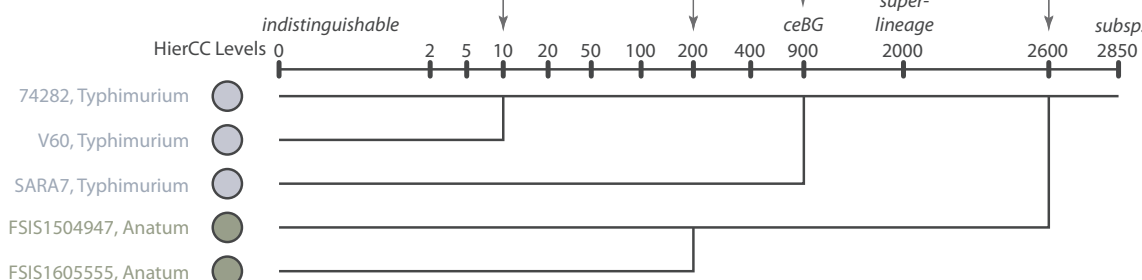 super-
indistinguishable ceBG lineage subsp.
HierCC Levels 0 2 5 10 20 50 100 200 400 900 2000 2600 2850
74282, Typhimurium
V60, Typhimurium
SARA7, Typhimurium
FSIS1504947, Anatum
FSIS1605555, Anatum